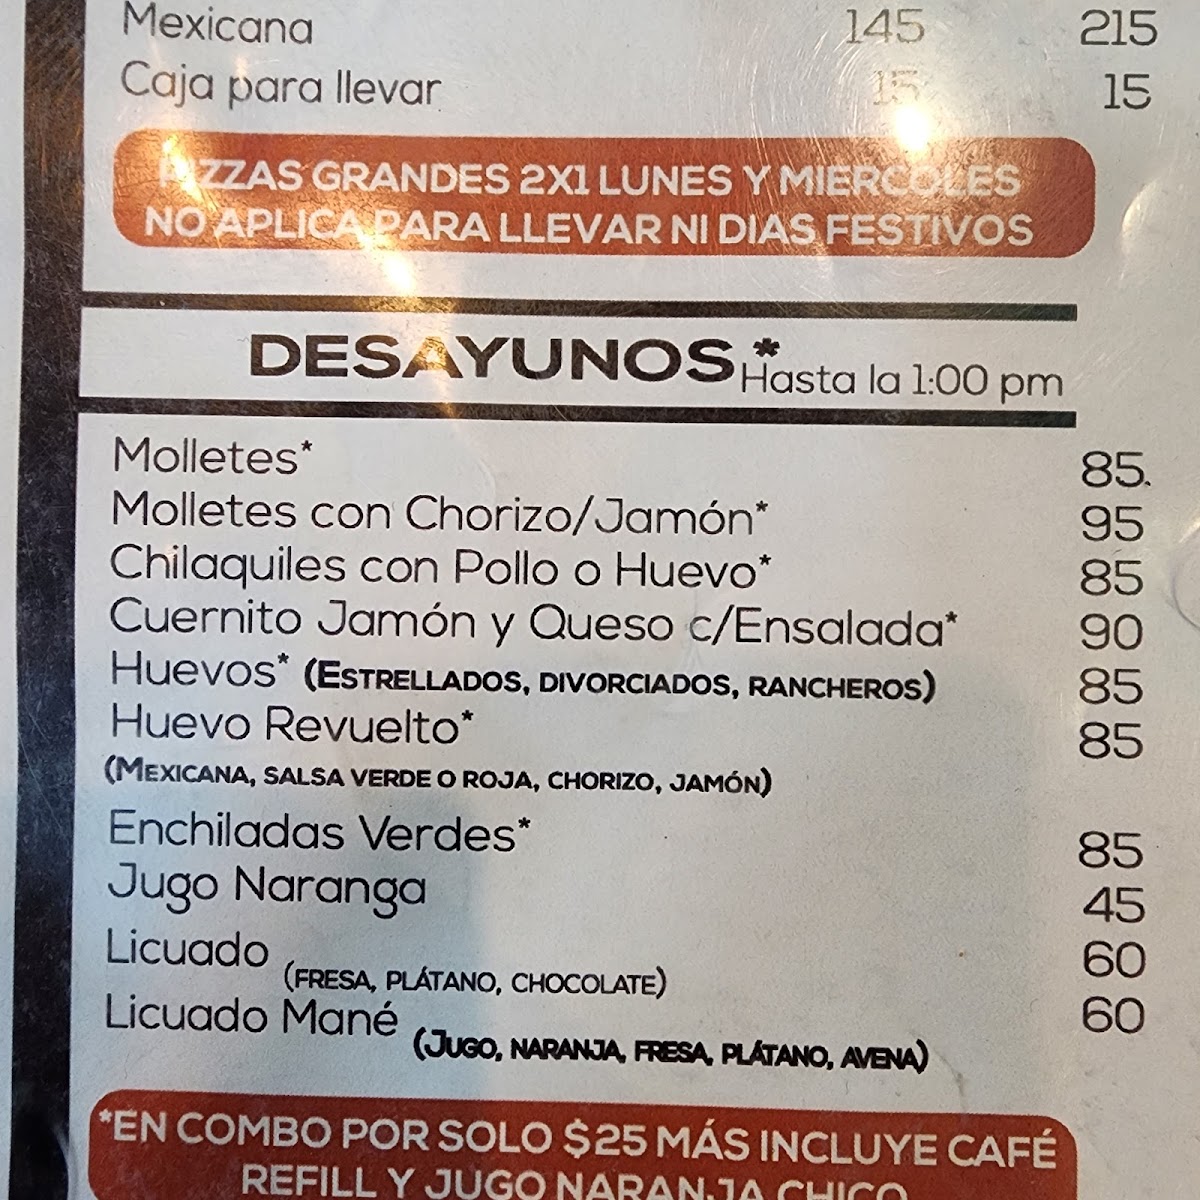 Mexicana 145 215
Caja para llevar 15 15
PIZZAS GRANDES 2X1 LUNES Y MIERCOLES
NO APLICA PARA LLEVAR NI DIAS FESTIVOS
DESAYUNOS* Hasta la 1:00 pm
Molletes* 85.
Molletes con Chorizo/Jamón* 95
Chilaquiles con Pollo o Huevo* 85
Cuernito Jamón y Queso c/Ensalada* 90
Huevos* (ESTRELLADOS, DIVORCIADOS, RANCHEROS) 85
Huevo Revuelto* 85
(MEXICANA, SALSA VERDE O ROJA, CHORIZO, JAMÓN)
Enchiladas Verdes* 85
Jugo Naranga 45
Licuado (FRESA, PLÁTANO, CHOCOLATE) 60
Licuado Mané (JUGO, NARANJA, FRESA, PLÁTANO, AVENA) 60
*EN COMBO POR SOLO $25 MÁS INCLUYE CAFÉ
REFILL Y JUGO NARANJA CHICO